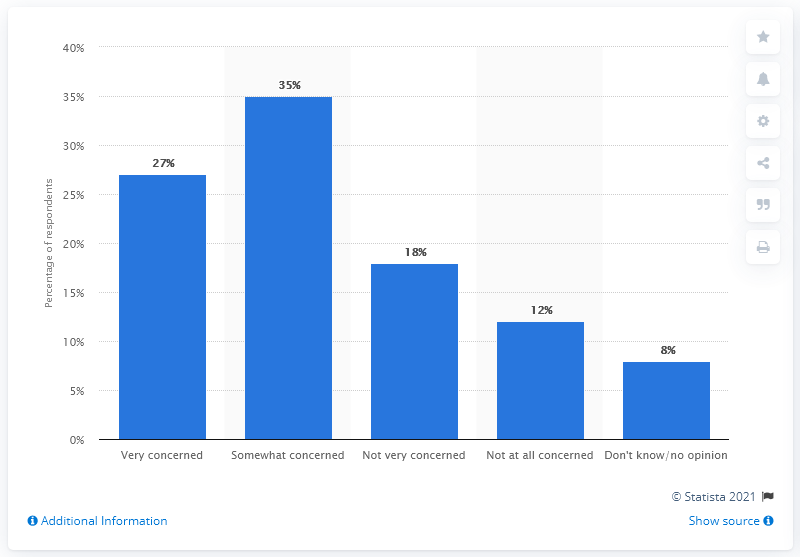 40%
35%
30%
25%
20%
15%
10%
5%
0%
Percentage of respondents
27%
35%
18%
12%
8%
Very concerned
Somewhat concerned
Not very concerned
Not at all concerned
Don't know/no opinion
© Statista 2021
Additional Information
Show source